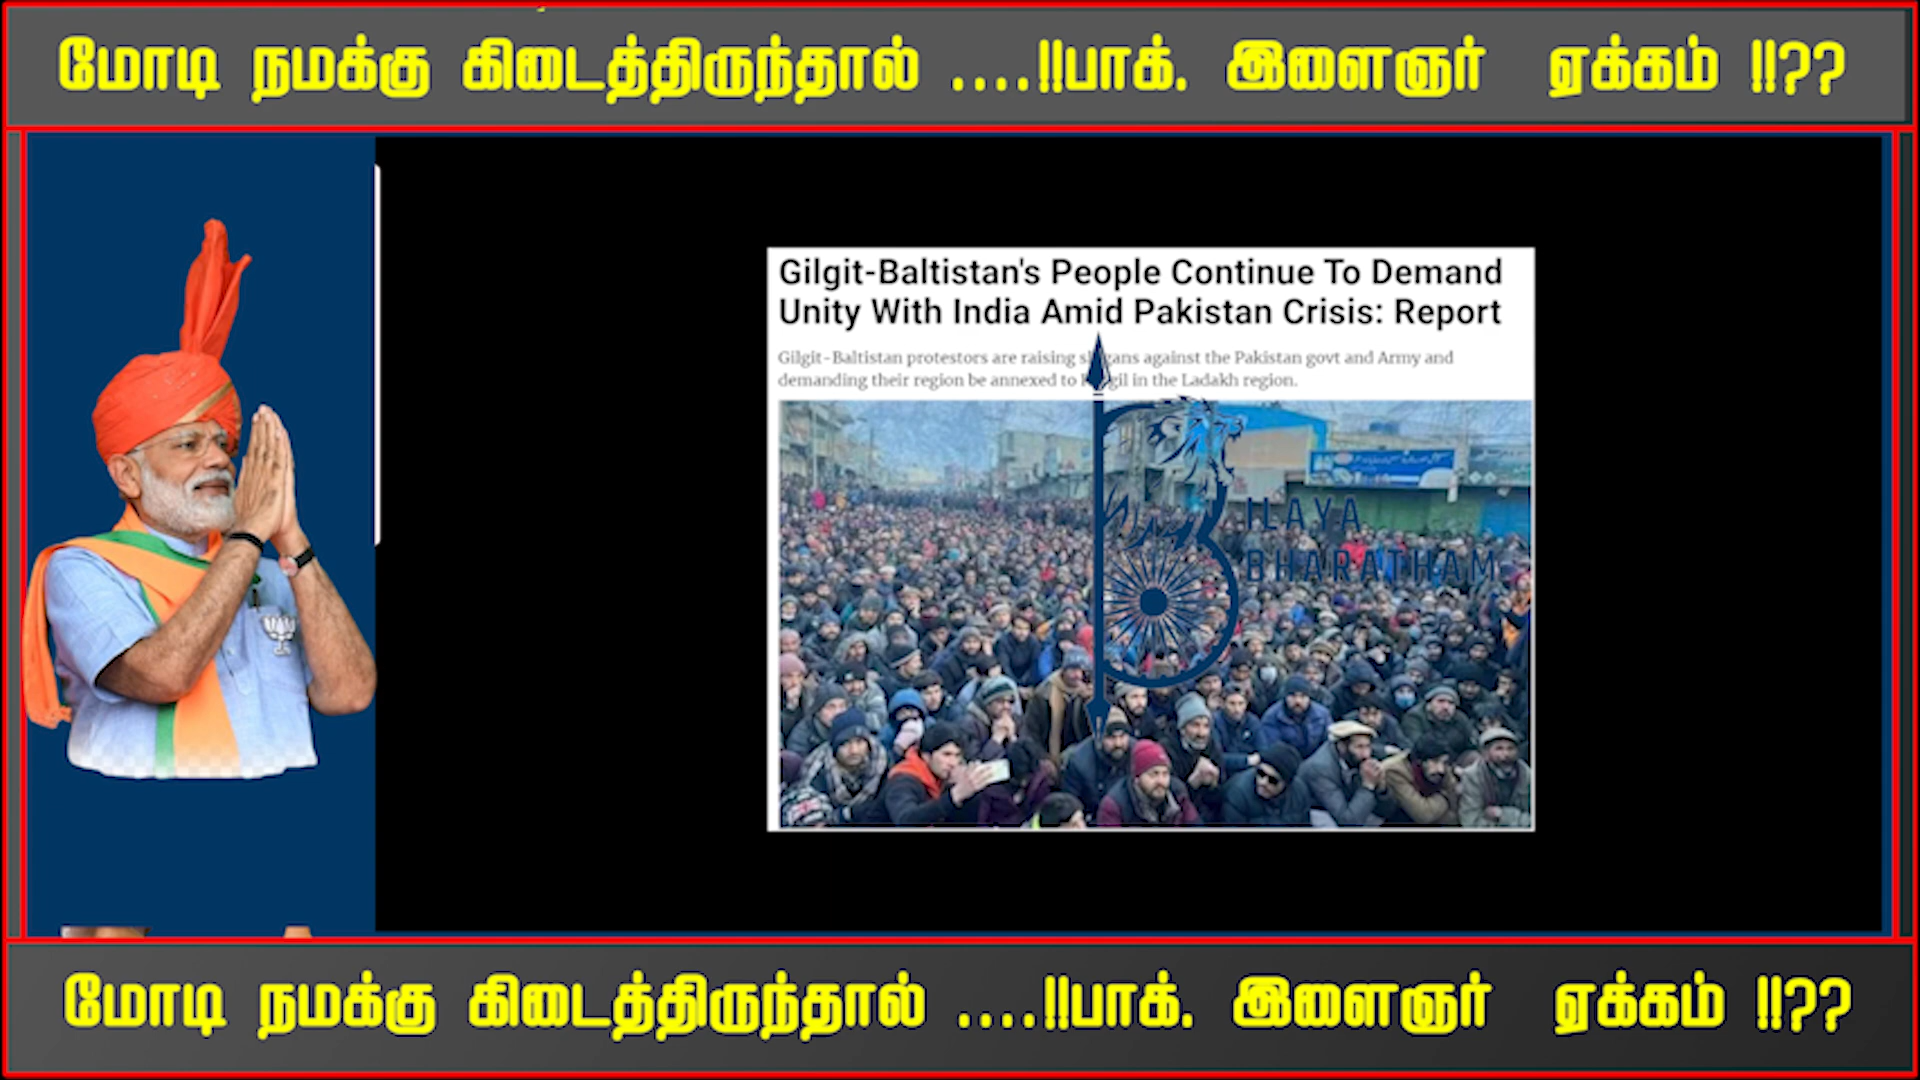 மோடி நமக்கு கிடைத்திருந்தால் ....!!பாக். இளைஞர் ஏக்கம் !!??
Gilgit-Baltistan's People Continue To Demand
Unity With India Amid Pakistan Crisis: Report
Gilgit-Baltistan protestors are raising slogans against the Pakistan govt and Army and
demanding their region be annexed to Kargil in the Ladakh region.
ILAYA
BHARATHAM
மோடி நமக்கு கிடைத்திருந்தால் ....!!பாக். இளைஞர் ஏக்கம் !!??